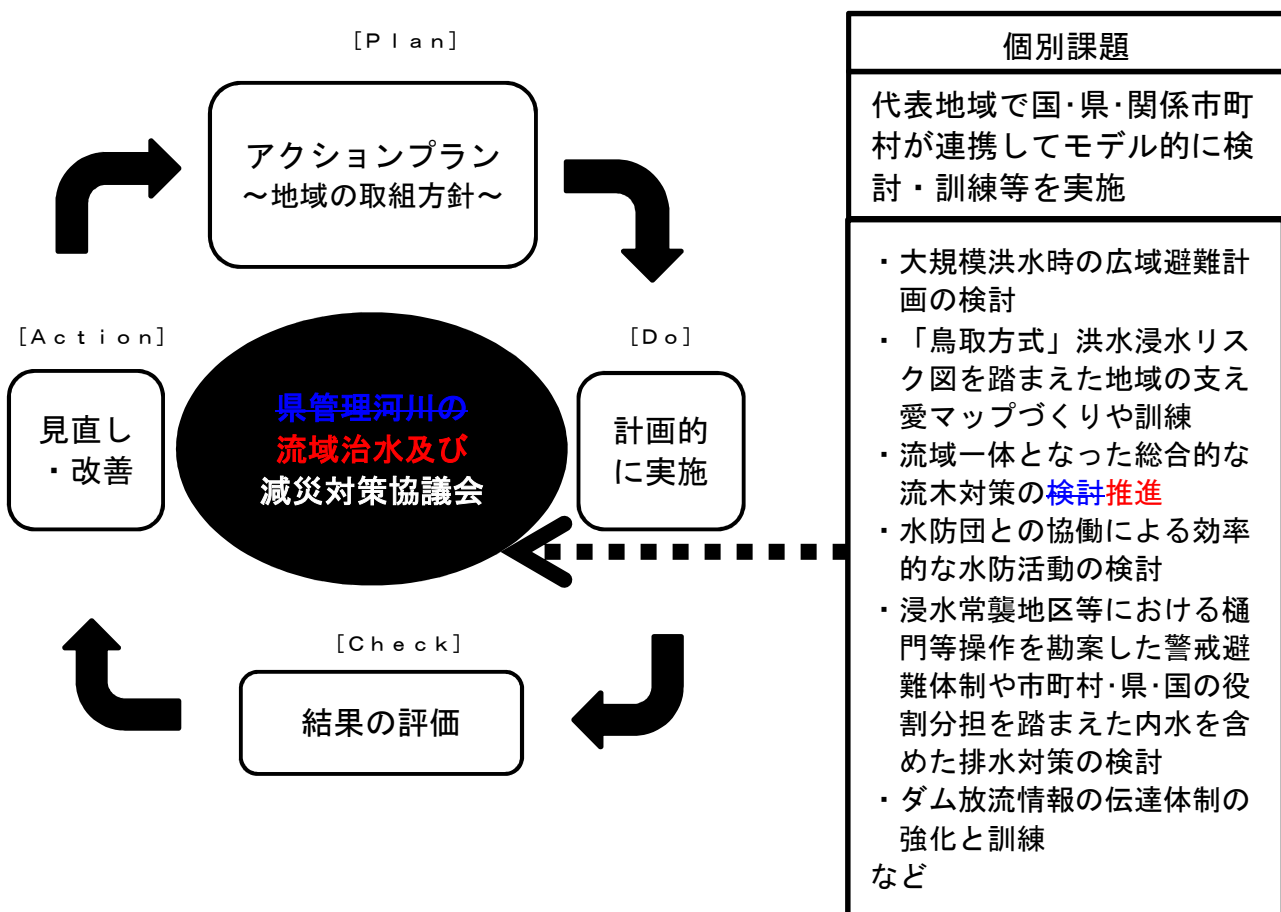 [Plan]
アクションプラン
～地域の取組方針～
[Action]
見直し
・改善
県管理河川の
流域治水及び
減災対策協議会
[Do]
計画的
に実施
[Check]
結果の評価
個別課題
代表地域で国･県･関係市町
村が連携してモデル的に検
討・訓練等を実施
・大規模洪水時の広域避難計
画の検討
・「鳥取方式」洪水浸水リス
ク図を踏まえた地域の支え
愛マップづくりや訓練
・流域一体となった総合的な
流木対策の検討推進
・水防団との協働による効率
的な水防活動の検討
・浸水常襲地区等における樋
門等操作を勘案した警戒避
難体制や市町村･県･国の役
割分担を踏まえた内水を含
めた排水対策の検討
・ダム放流情報の伝達体制の
強化と訓練
など